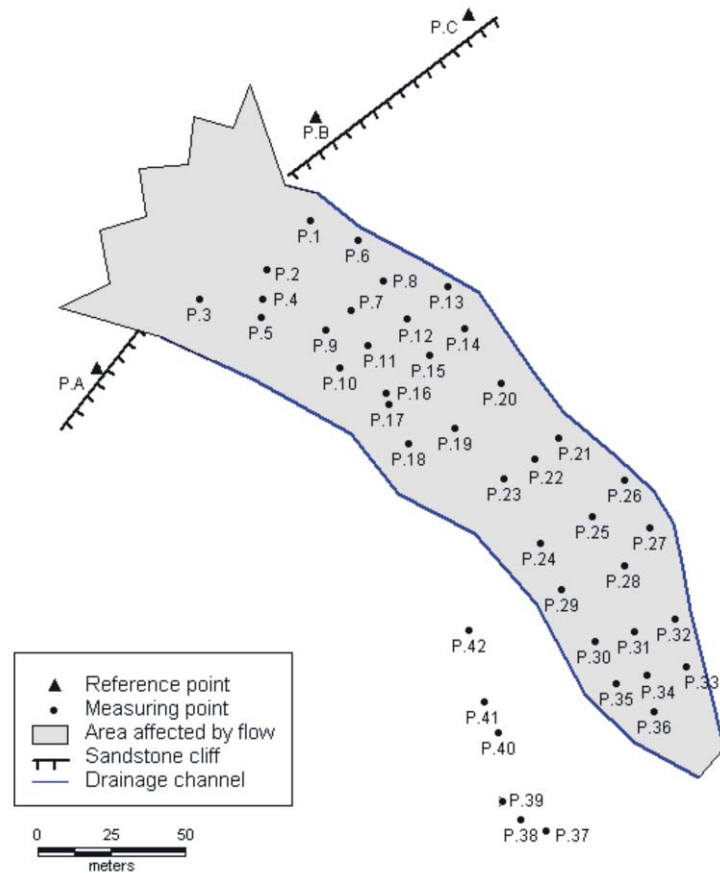 P.C
P.B
P.1
P.6
P.2
P.8
P.13
P.3
P.4
P.7
P.5
P.12
P.14
P.9
P.11
P.15
P.A
P.10
P.16
P.20
P.17
P.19
P.18
P.21
P.22
P.23
P.26
P.25
P.27
P.24
P.28
P.29
P.32
P.42
P.31
P.30
P.33
P.34
P.35
P.41
P.36
P.40
P.39
P.38
P.37
Reference point
Measuring point
Area affected by flow
Sandstone cliff
Drainage channel
0 25 50
meters